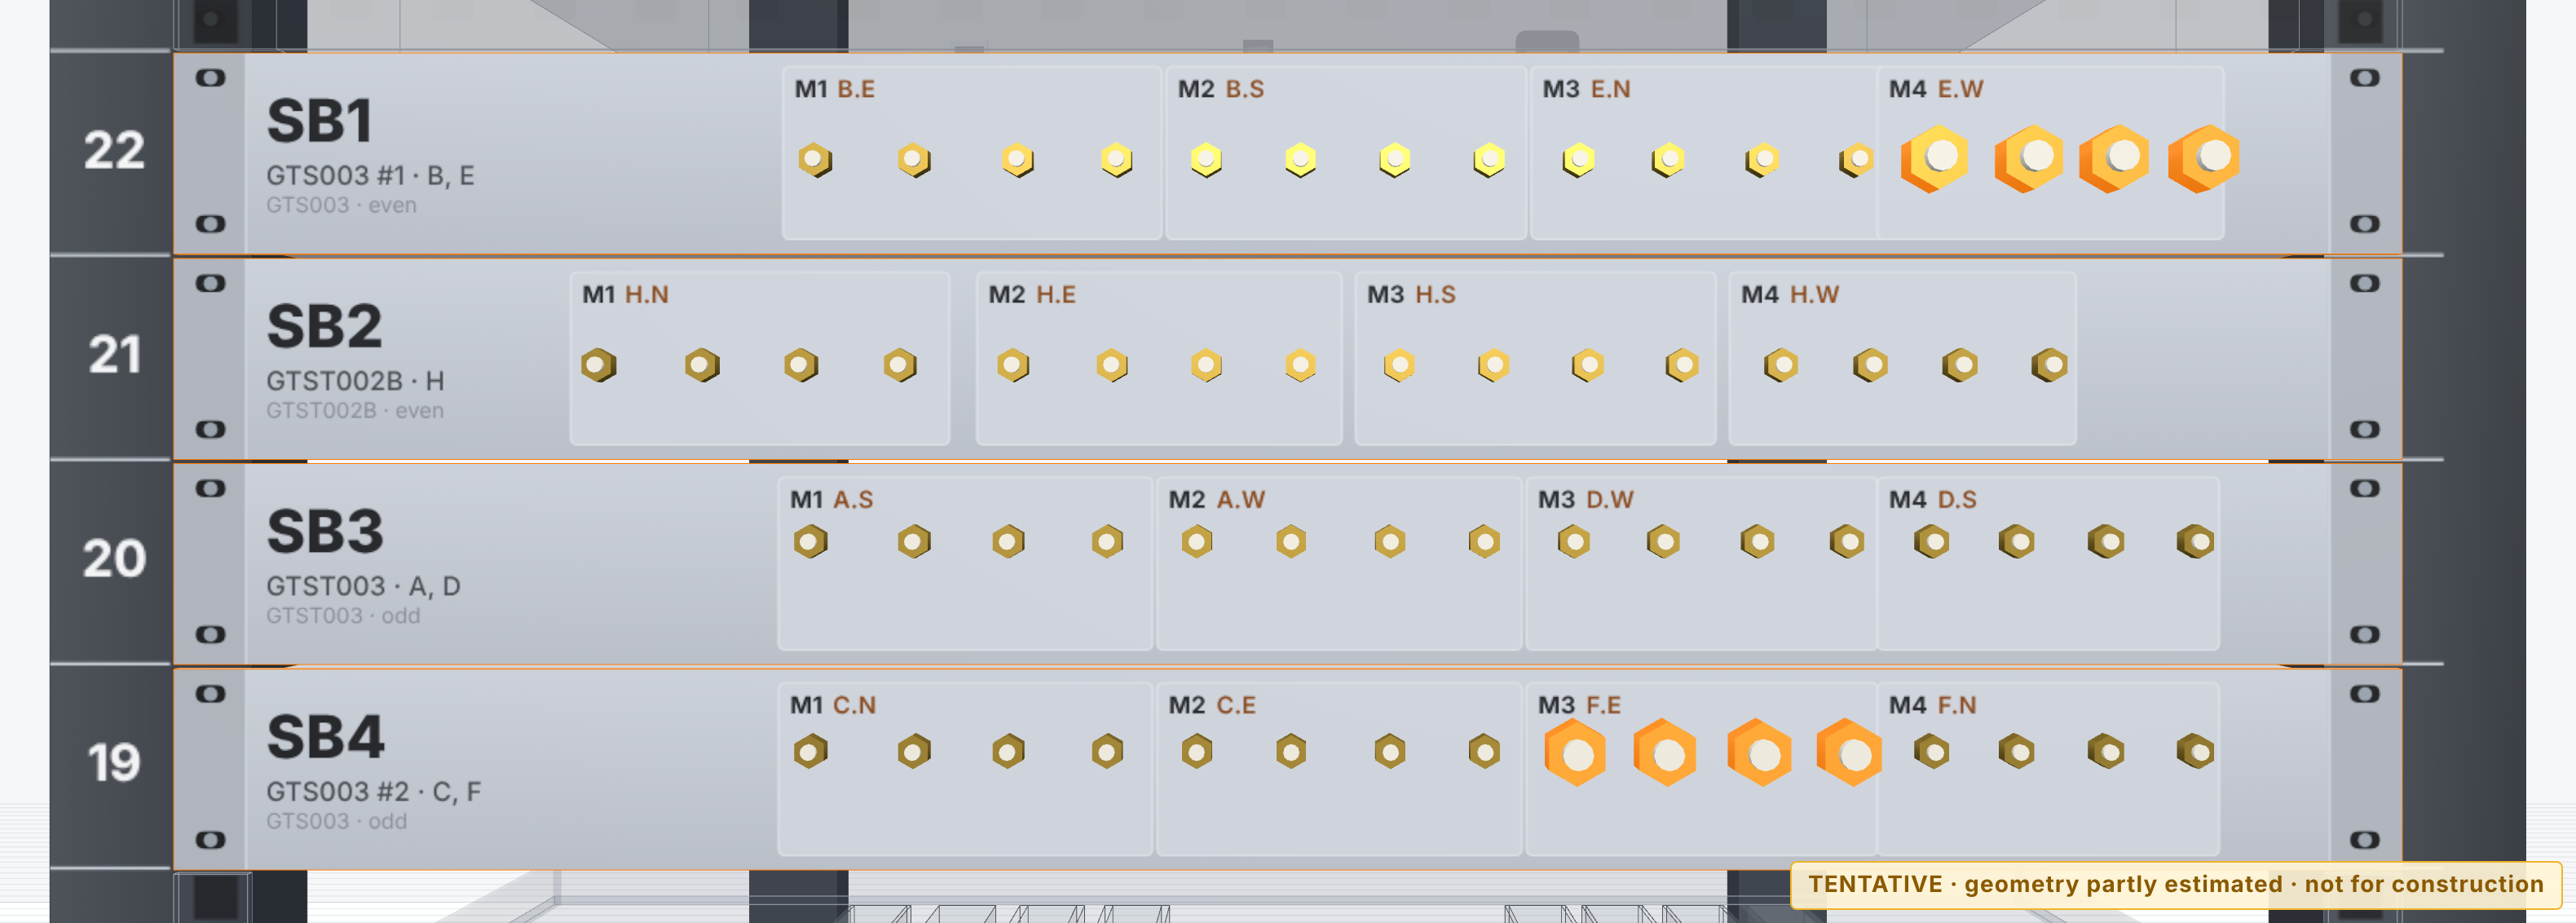 22
SB1
GTS003 #1 · B, E
GTS003 · even
M1 B.E
M2 B.S
M3 E.N
M4 E.W
21
SB2
GTST002B · H
GTST002B · even
M1 H.N
M2 H.E
M3 H.S
M4 H.W
20
SB3
GTST003 · A, D
GTST003 · odd
M1 A.S
M2 A.W
M3 D.W
M4 D.S
19
SB4
GTS003 #2 · C, F
GTS003 · odd
M1 C.N
M2 C.E
M3 F.E
M4 F.N
TENTATIVE · geometry partly estimated · not for construction